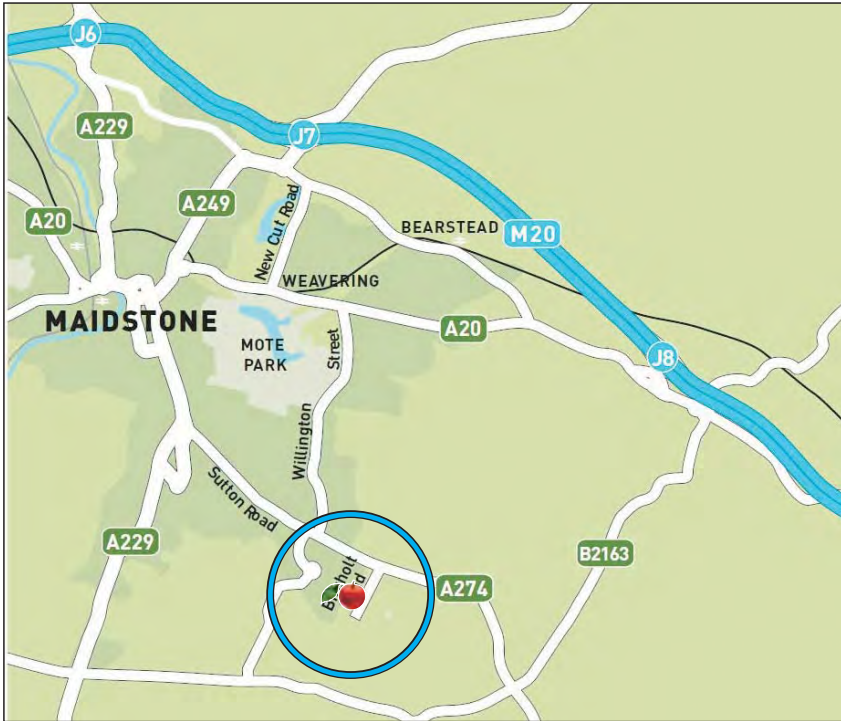 J6
A229
J7
A249
A20
New Cut Road
BEARSTEAD
M20
WEAVERING
MAIDSTONE
MOTE
PARK
Willington Street
A20
J8
Sutton Road
A229
B2163
A274